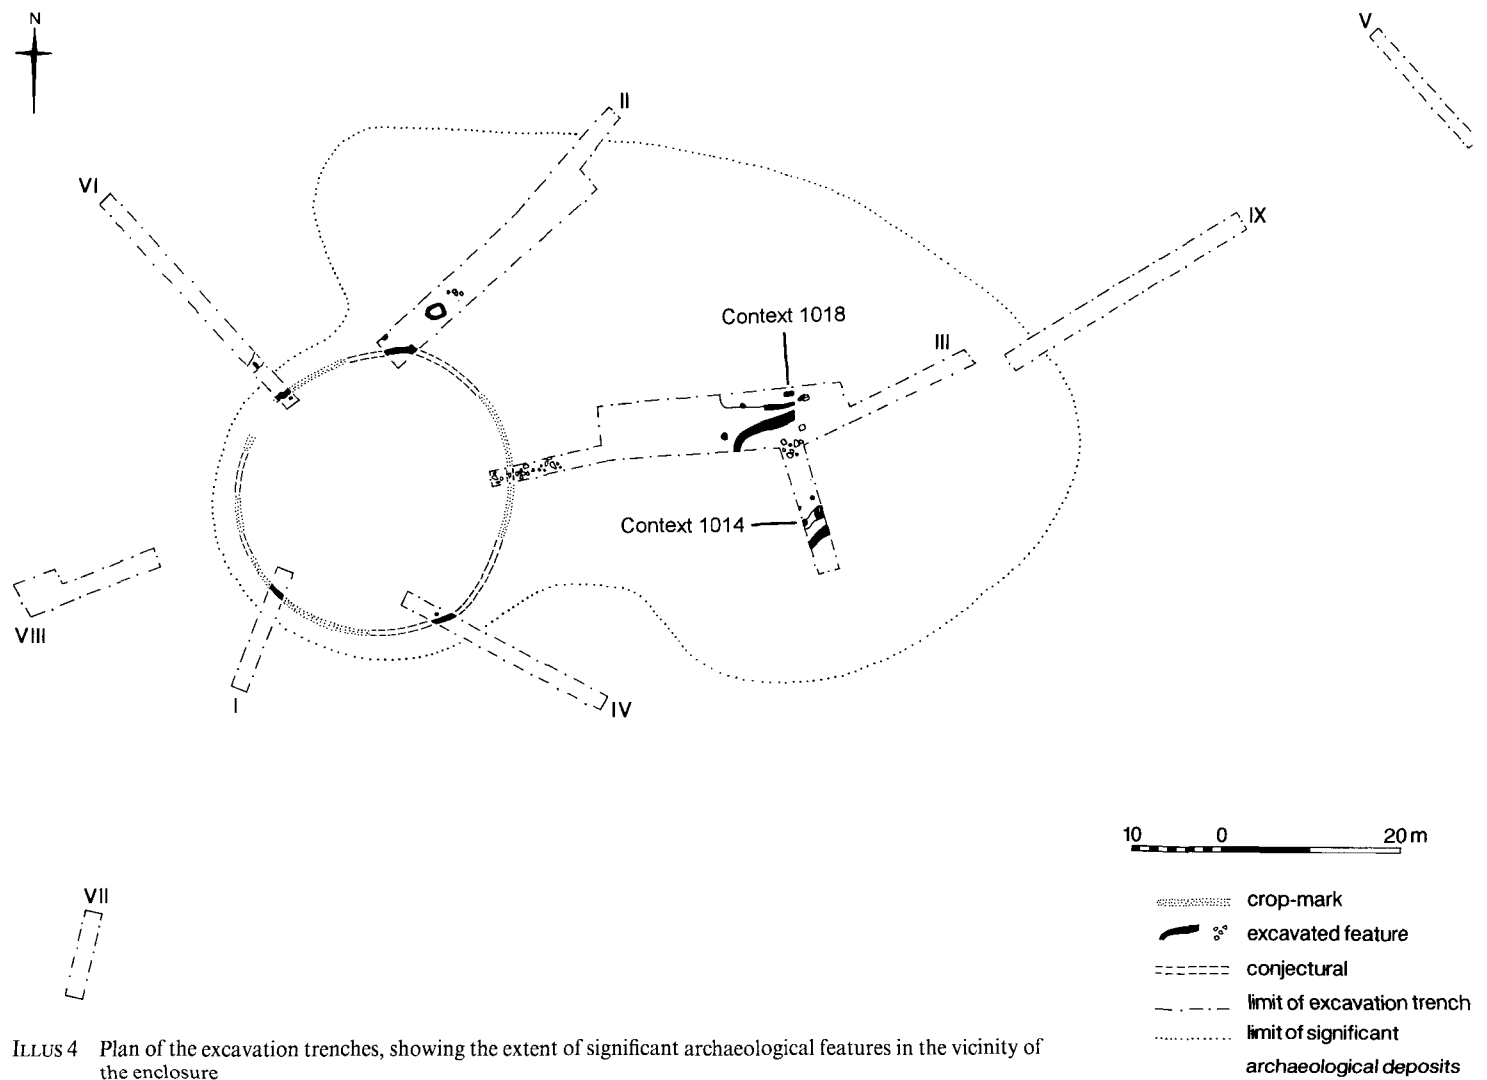 N
V
II
VI
IX
Context 1018
III
Context 1014
VIII
I
IV
10 0 20 m
VII
crop-mark
excavated feature
conjectural
limit of excavation trench
limit of significant
archaeological deposits
ILLUS 4 Plan of the excavation trenches, showing the extent of significant archaeological features in the vicinity of
the enclosure